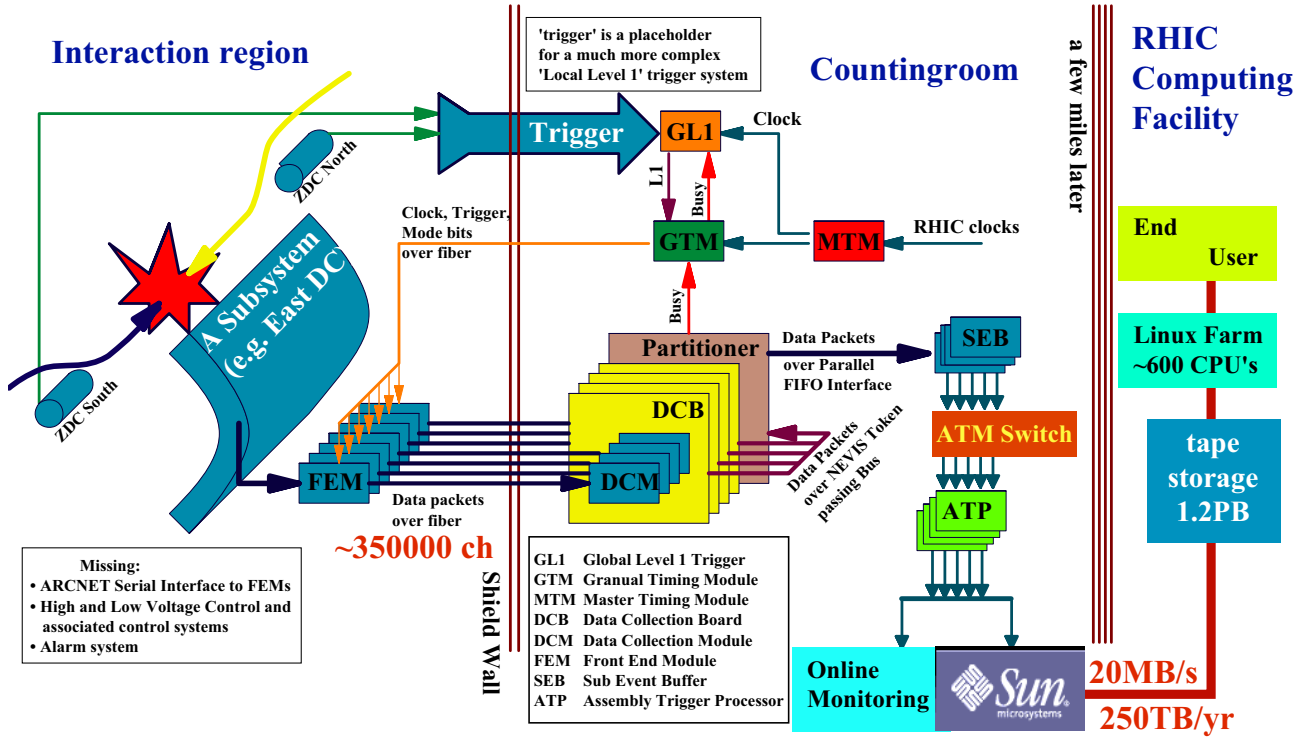 Interaction region
'trigger' is a placeholder
for a much more complex
'Local Level 1' trigger system
Countingroom
a few miles later
RHIC
Computing
Facility
ZDC North
Trigger
GL1
Clock
L1
Busy
Clock, Trigger,
Mode bits
over fiber
GTM
MTM
RHIC clocks
End
User
A Subsystem
(e.g. East DC)
Busy
ZDC South
Partitioner
Data Packets
over Parallel
FIFO Interface
SEB
Linux Farm
~600 CPU's
DCB
ATM Switch
Data Packets
over NEVIS Token
passing Bus
tape
storage
1.2PB
FEM
DCM
Data packets
over fiber
ATP
~350000 ch
Missing:
• ARCNET Serial Interface to FEMs
• High and Low Voltage Control and
associated control systems
• Alarm system
Shield Wall
GL1 Global Level 1 Trigger
GTM Granual Timing Module
MTM Master Timing Module
DCB Data Collection Board
DCM Data Collection Module
FEM Front End Module
SEB Sub Event Buffer
ATP Assembly Trigger Processor
Online
Monitoring
Sun
microsystems
20MB/s
250TB/yr